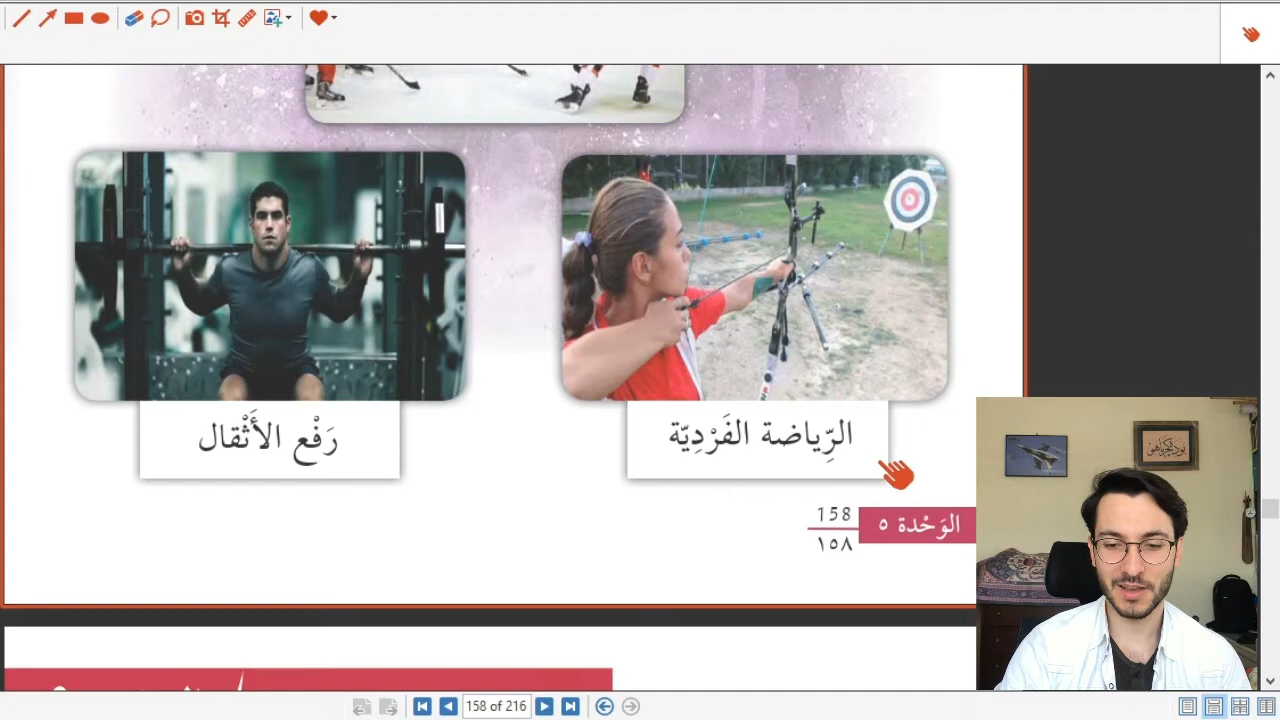 الرِّياضة الفَرْدِيّة
رَفْع الأَثْقال
158
١٥٨
الوَحْدة ٥
158 of 216